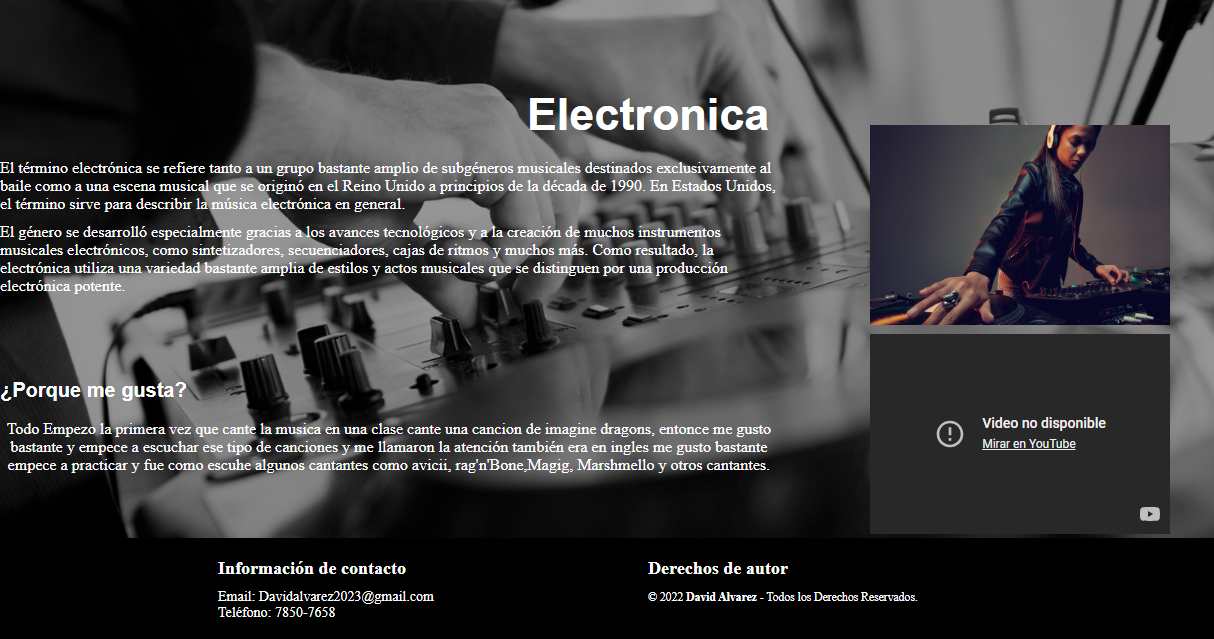 Electronica
El término electrónica se refiere tanto a un grupo bastante amplio de subgéneros musicales destinados exclusivamente al
baile como a una escena musical que se originó en el Reino Unido a principios de la década de 1990. En Estados Unidos,
el término sirve para describir la música electrónica en general.
El género se desarrolló especialmente gracias a los avances tecnológicos y a la creación de muchos instrumentos
musicales electrónicos, como sintetizadores, secuenciadores, cajas de ritmos y muchos más. Como resultado, la
electrónica utiliza una variedad bastante amplia de estilos y actos musicales que se distinguen por una producción
electrónica potente.
¿Porque me gusta?
Todo Empezo la primera vez que cante la musica en una clase cante una cancion de imagine dragons, entonce me gusto
bastante y empece a escuchar ese tipo de canciones y me llamaron la atención también era en ingles me gusto bastante
empece a practicar y fue como escuhe algunos cantantes como avicii, rag'n'Bone,Magig, Marshmello y otros cantantes.
Video no disponible
Mirar en YouTube
Información de contacto
Email: Davidalvarez2023@gmail.com
Teléfono: 7850-7658
Derechos de autor
© 2022 David Alvarez - Todos los Derechos Reservados.